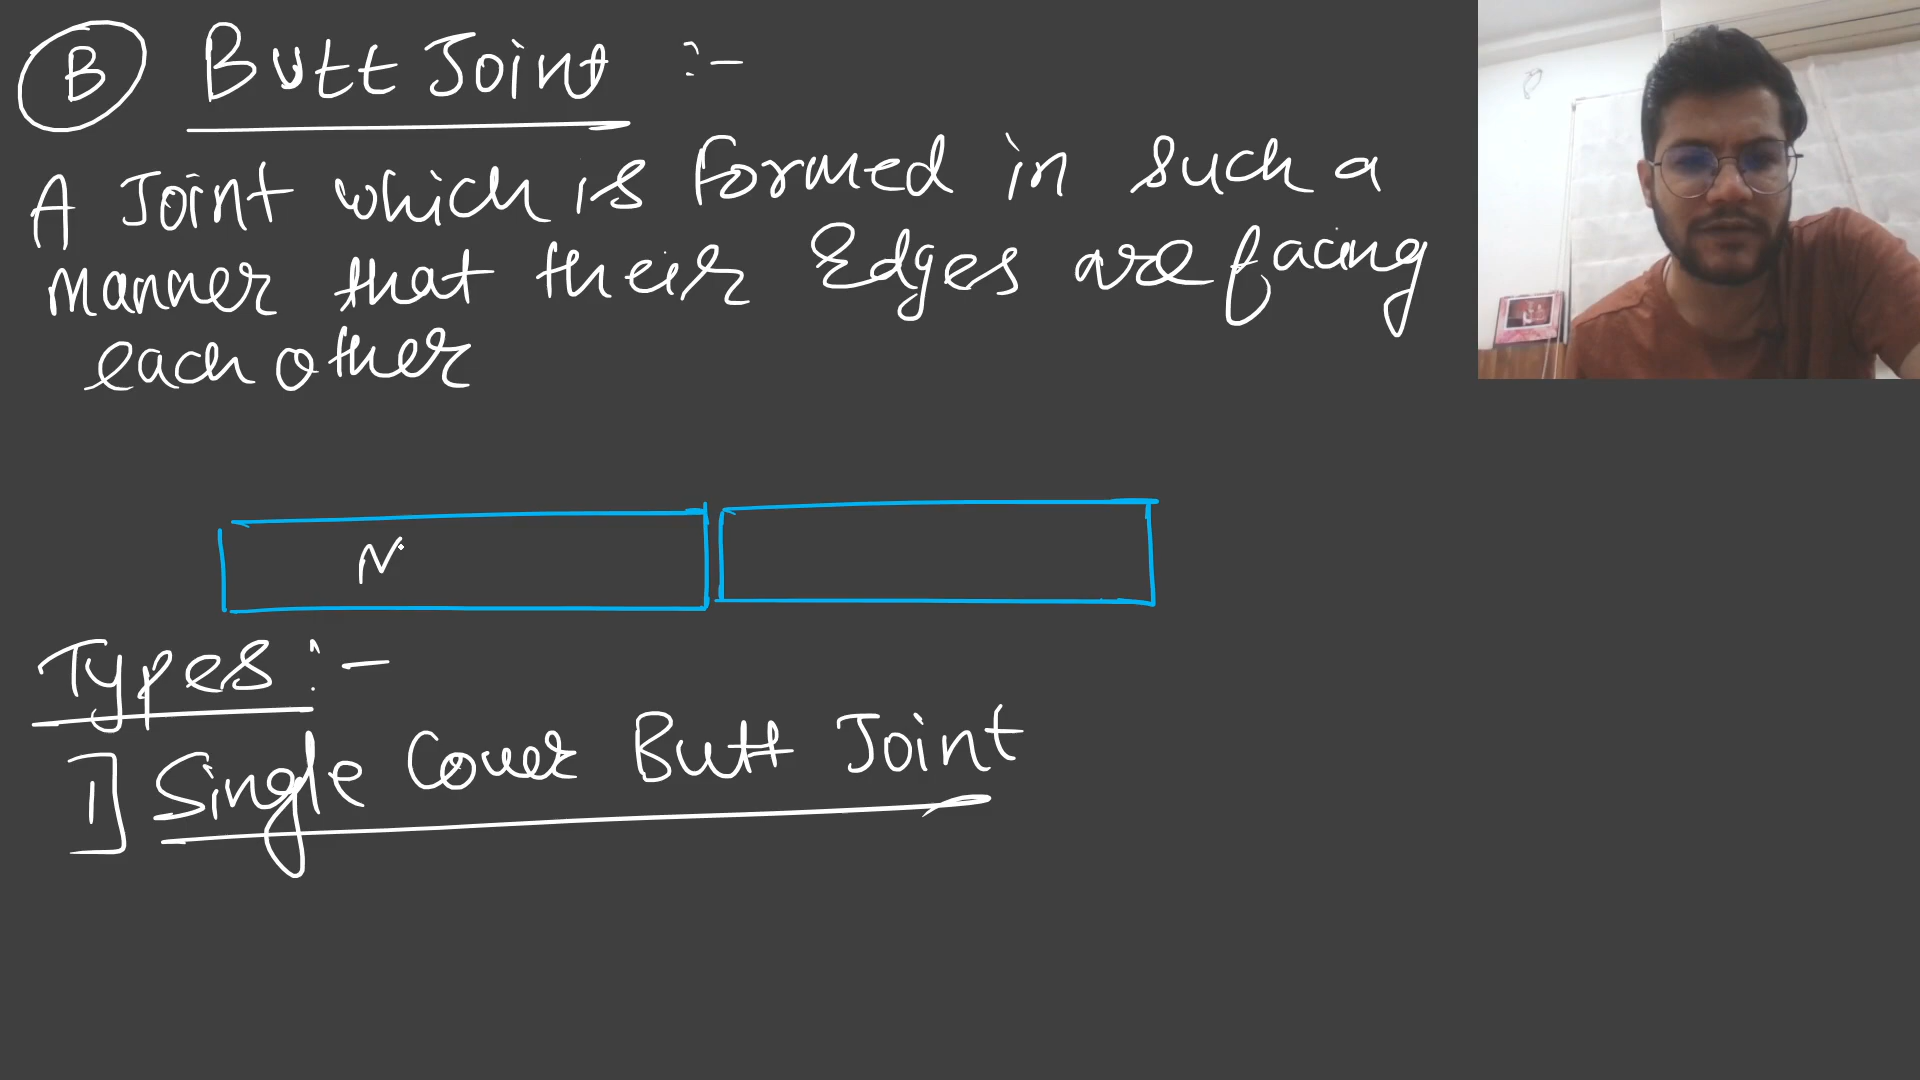 B Butt Joint :-
A Joint which is formed in such a
manner that their Edges are facing
each other
N
Types :-
1] Single Cover Butt Joint